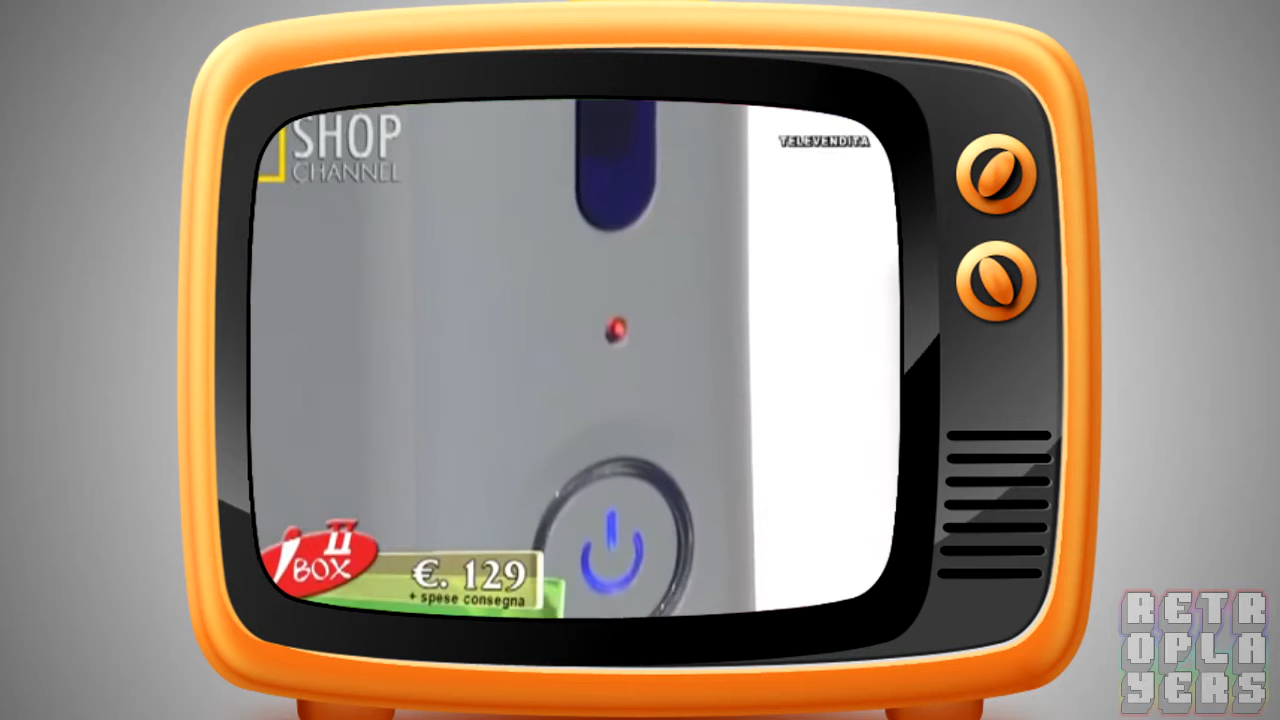 SHOP
CHANNEL
TELEVENDITA
II
i BOX
€. 129
+ spese consegna
RETR
OPLA
YERS